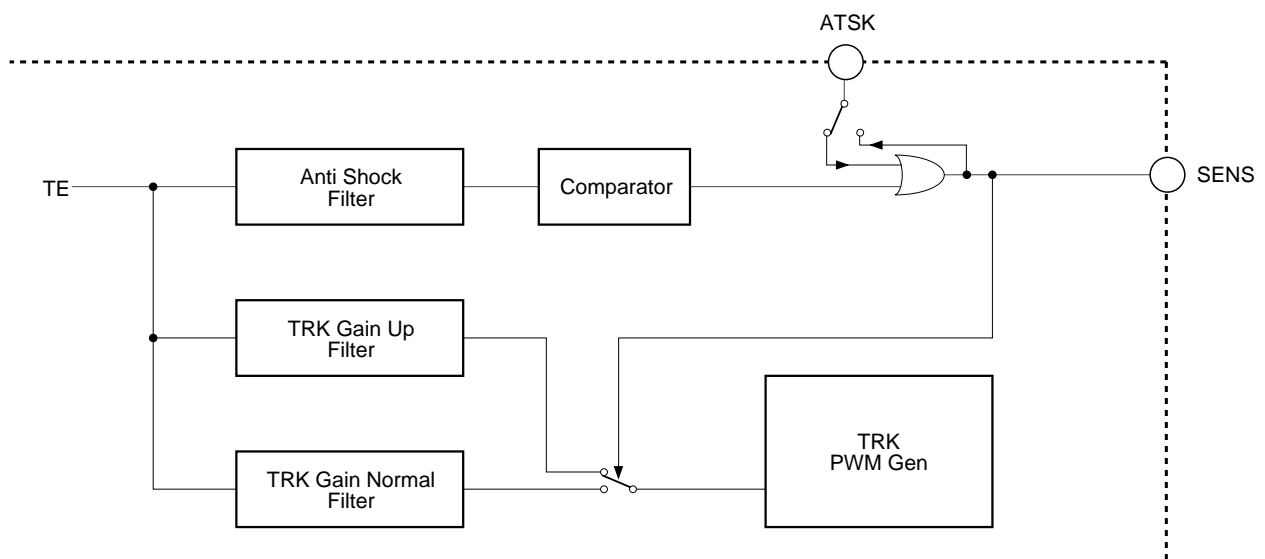 ATSK
TE
Anti Shock
Filter
Comparator
SENS
TRK Gain Up
Filter
TRK Gain Normal
Filter
TRK
PWM Gen